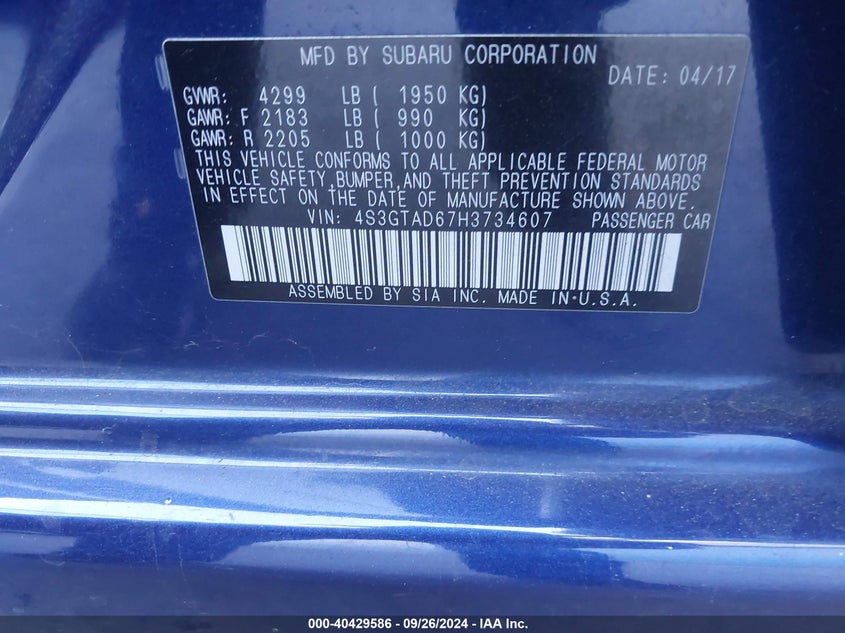 MFD BY SUBARU CORPORATION
DATE: 04/17
GVWR: 4299 LB ( 1950 KG)
GAWR: F 2183 LB ( 990 KG)
GAWR: R 2205 LB ( 1000 KG)
THIS VEHICLE CONFORMS TO ALL APPLICABLE FEDERAL MOTOR
VEHICLE SAFETY,BUMPER,AND THEFT PREVENTION STANDARDS
IN EFFECT ON THE DATE OF MANUFACTURE SHOWN ABOVE.
VIN: 4S3GTAD67H3734607 PASSENGER CAR
ASSEMBLED BY SIA INC. MADE IN·U.S.A.
000-40429586 - 09/26/2024 - IAA Inc.